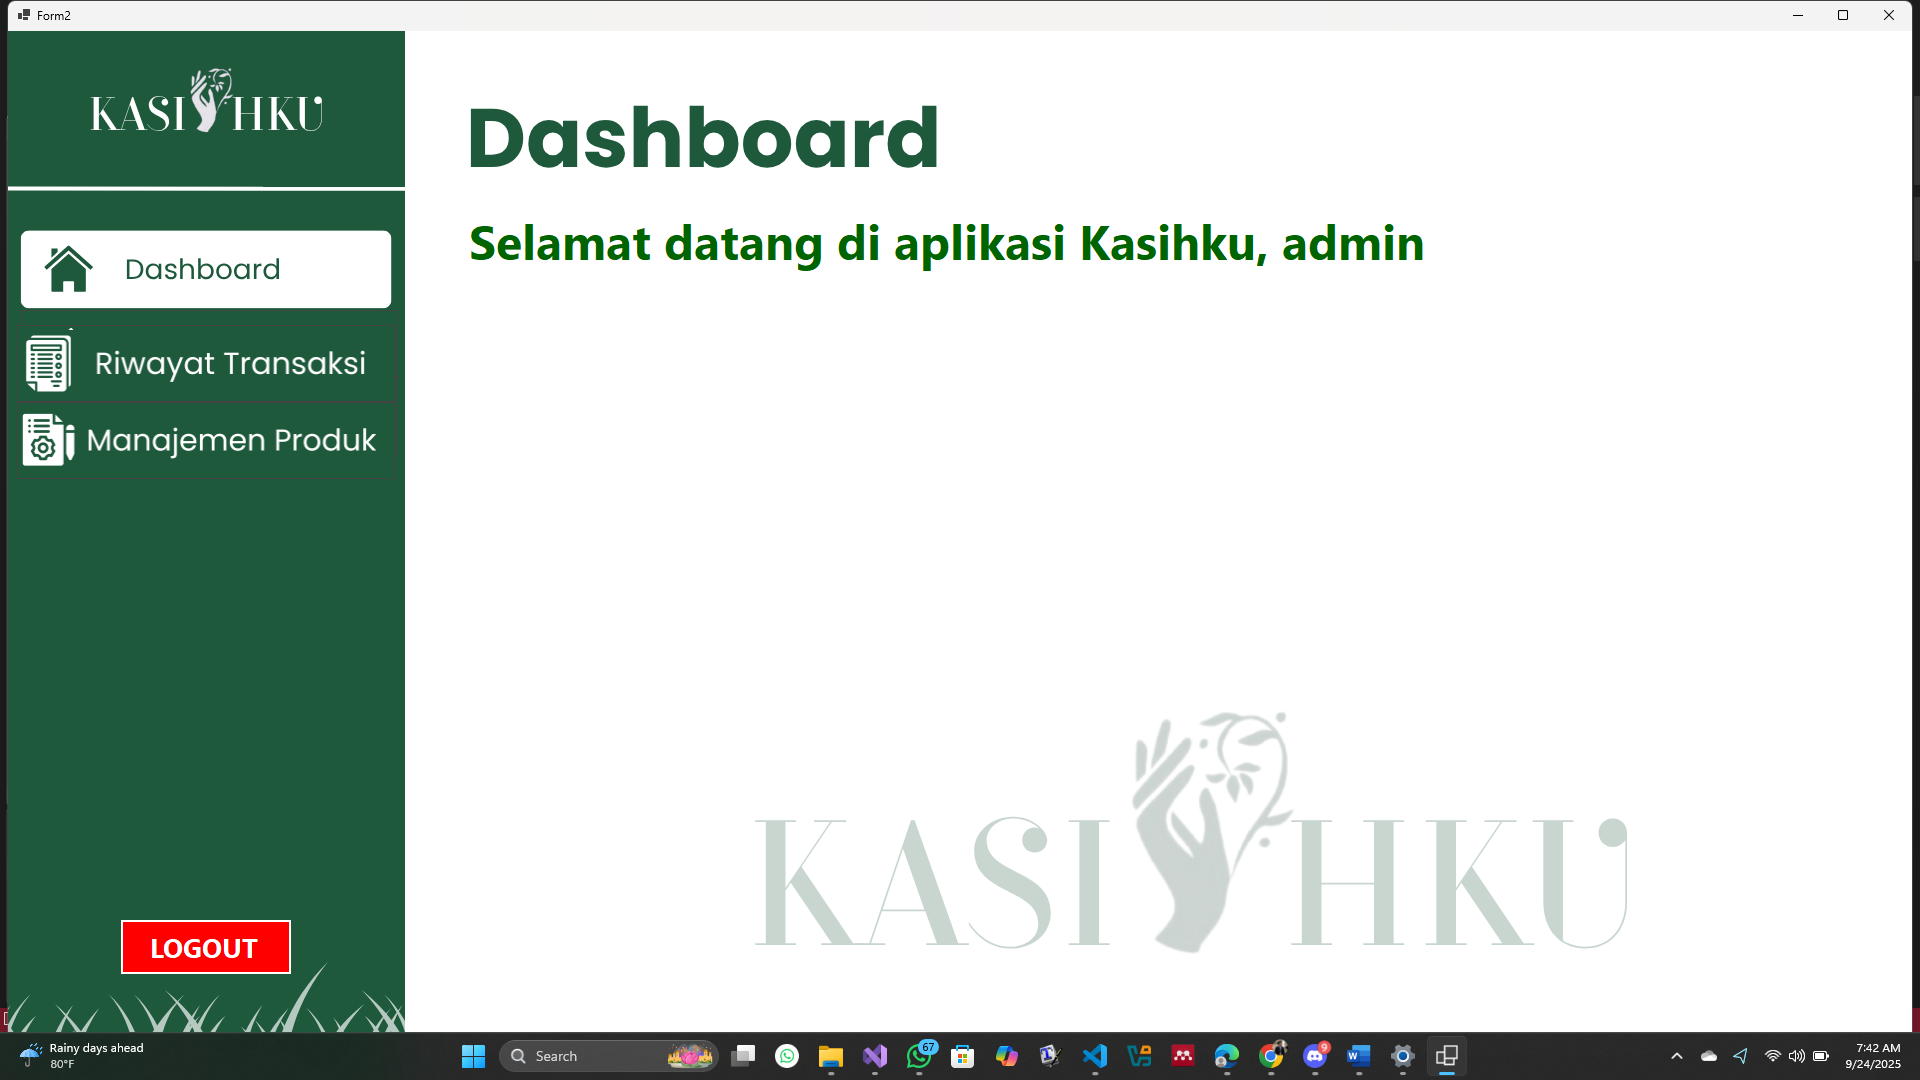 Form2
KASIHKU
Dashboard
Selamat datang di aplikasi Kasihku, admin
Dashboard
Riwayat Transaksi
Manajemen Produk
LOGOUT
KASIHKU
Rainy days ahead
80°F
Search
67
9
7:42 AM
9/24/2025